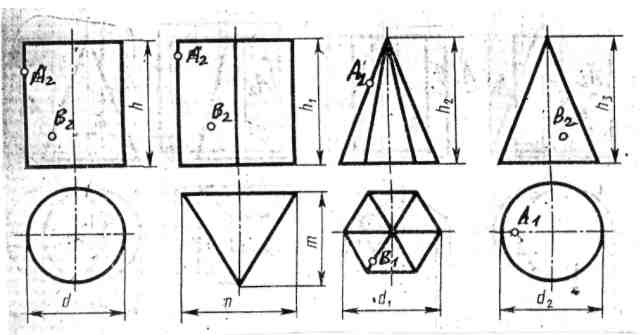 A₂ B₂ h
A₂ B₂ h₁
A₂ h₂
B₂ h₃
d
n m
B₁ d₁
A₁ d₂